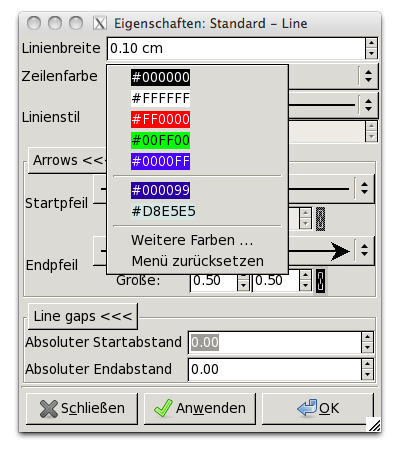 Eigenschaften: Standard – Line
Linienbreite 0.10 cm
Zeilenfarbe
#000000
#FFFFFF
#FF0000
#00FF00
#0000FF
#000099
#D8E5E5
Weitere Farben ...
Menü zurücksetzen
Linienstil
Arrows <<<
Startpfeil
Endpfeil
Größe: 0.50 0.50
Line gaps <<<
Absoluter Startabstand 0.00
Absoluter Endabstand 0.00
Schließen Anwenden OK